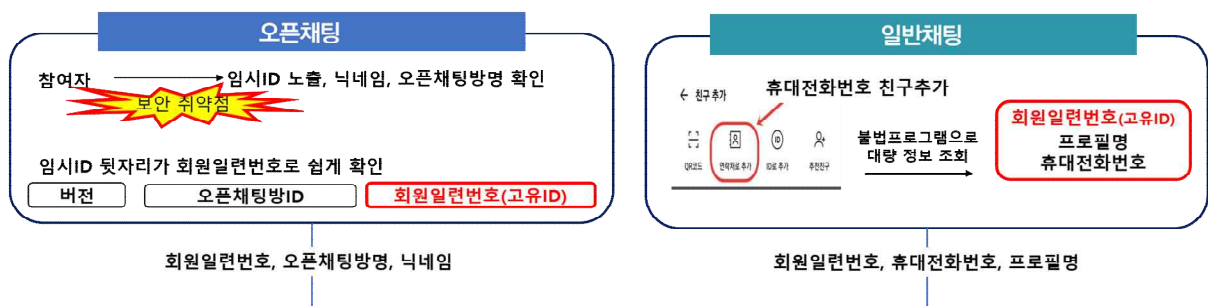 오픈채팅
참여자
임시ID 노출, 닉네임, 오픈채팅방명 확인
보안 취약점
임시ID 뒷자리가 회원일련번호로 쉽게 확인
버전
오픈채팅방ID
회원일련번호(고유ID)
회원일련번호, 오픈채팅방명, 닉네임
일반채팅
휴대전화번호 친구추가
← 친구 추가
QR코드
연락처로 추가
ID로 추가
추천친구
불법프로그램으로
대량 정보 조회
회원일련번호(고유ID)
프로필명
휴대전화번호
회원일련번호, 휴대전화번호, 프로필명